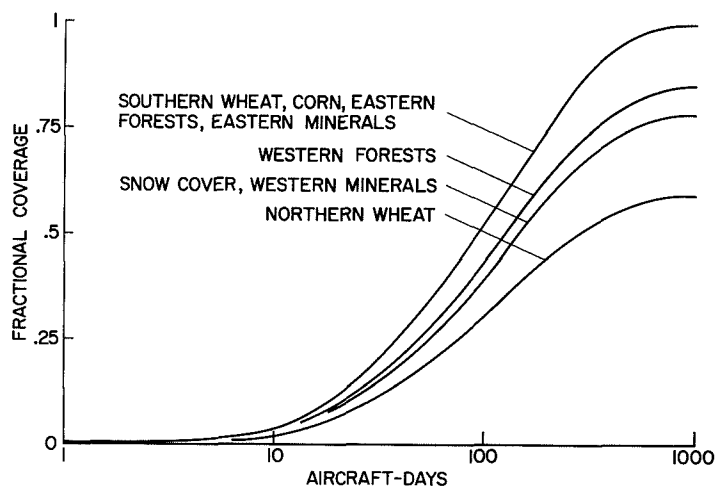 1
.75
.5
.25
0
FRACTIONAL COVERAGE
SOUTHERN WHEAT, CORN, EASTERN
FORESTS, EASTERN MINERALS
WESTERN FORESTS
SNOW COVER, WESTERN MINERALS
NORTHERN WHEAT
1
10
100
1000
AIRCRAFT-DAYS